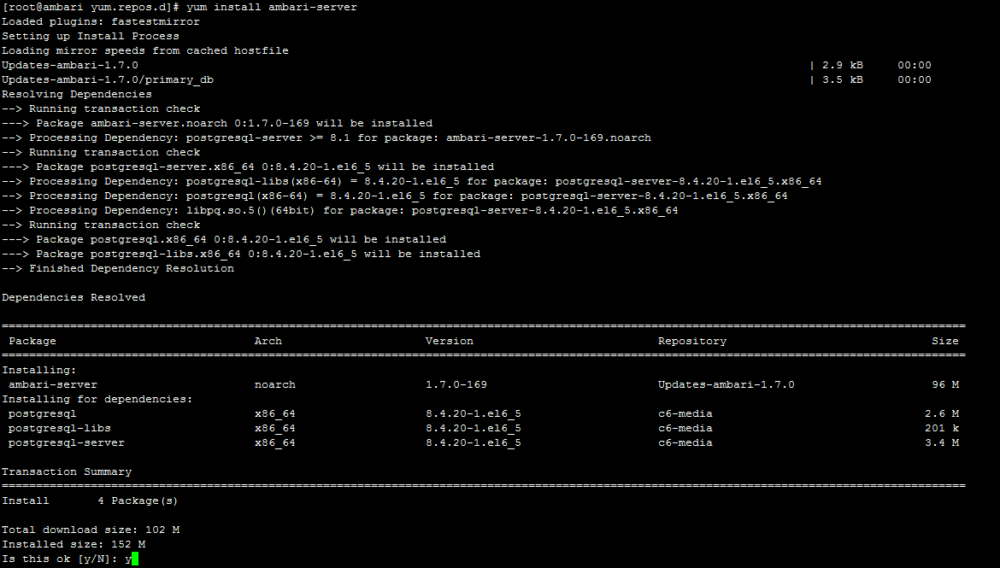 [root@ambari yum.repos.d]# yum install ambari-server
Loaded plugins: fastestmirror
Setting up Install Process
Loading mirror speeds from cached hostfile
Updates-ambari-1.7.0 | 2.9 kB 00:00
Updates-ambari-1.7.0/primary_db | 3.5 kB 00:00
Resolving Dependencies
--> Running transaction check
---> Package ambari-server.noarch 0:1.7.0-169 will be installed
--> Processing Dependency: postgresql-server >= 8.1 for package: ambari-server-1.7.0-169.noarch
--> Running transaction check
---> Package postgresql-server.x86_64 0:8.4.20-1.el6_5 will be installed
--> Processing Dependency: postgresql-libs(x86-64) = 8.4.20-1.el6_5 for package: postgresql-server-8.4.20-1.el6_5.x86_64
--> Processing Dependency: postgresql(x86-64) = 8.4.20-1.el6_5 for package: postgresql-server-8.4.20-1.el6_5.x86_64
--> Processing Dependency: libpq.so.5()(64bit) for package: postgresql-server-8.4.20-1.el6_5.x86_64
--> Running transaction check
---> Package postgresql.x86_64 0:8.4.20-1.el6_5 will be installed
---> Package postgresql-libs.x86_64 0:8.4.20-1.el6_5 will be installed
--> Finished Dependency Resolution
Dependencies Resolved
Package Arch Version Repository Size
Installing:
ambari-server noarch 1.7.0-169 Updates-ambari-1.7.0 96 M
Installing for dependencies:
postgresql x86_64 8.4.20-1.el6_5 c6-media 2.6 M
postgresql-libs x86_64 8.4.20-1.el6_5 c6-media 201 k
postgresql-server x86_64 8.4.20-1.el6_5 c6-media 3.4 M
Transaction Summary
Install 4 Package(s)
Total download size: 102 M
Installed size: 152 M
Is this ok [y/N]: y